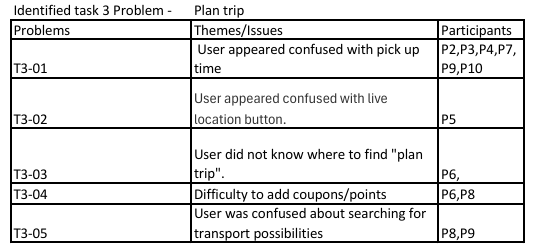 Identified task 3 Problem - Plan trip
Problems Themes/Issues Participants
User appeared confused with pick up P2,P3,P4,P7,
T3-01 time P9,P10
User appeared confused with live
T3-02 location button. P5
User did not know where to find "plan
T3-03 trip". P6,
T3-04 Difficulty to add coupons/points P6,P8
User was confused about searching for
T3-05 transport possibilities P8,P9